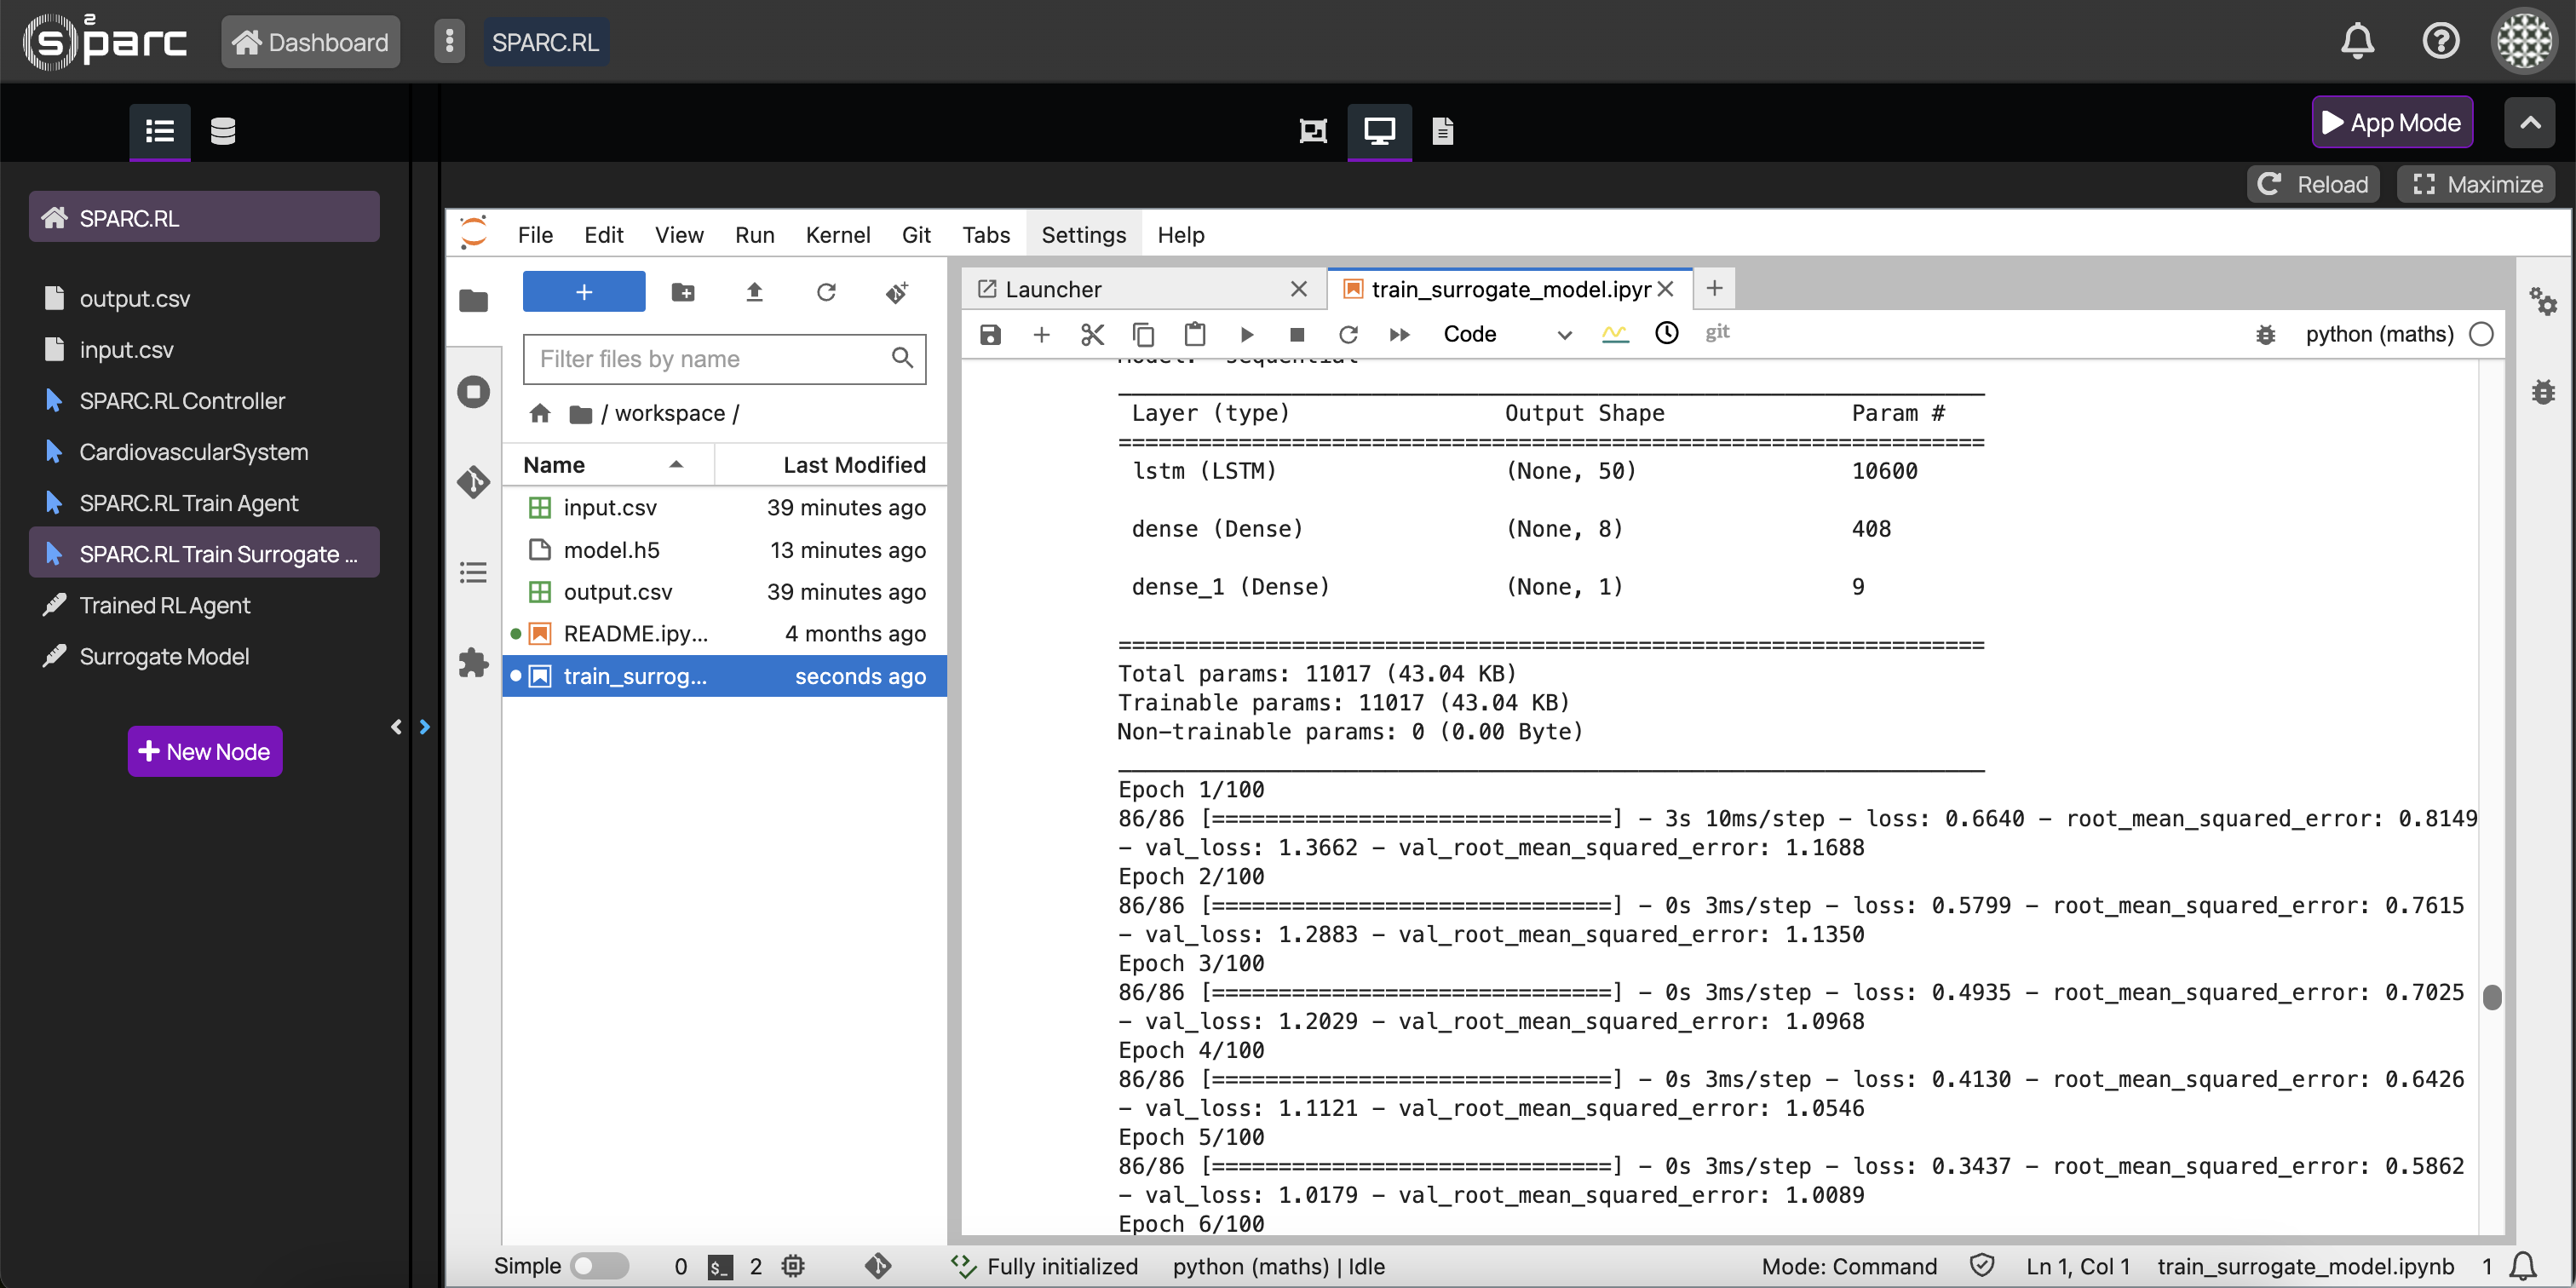 s2parc
Dashboard
SPARC.RL
App Mode
Reload
Maximize
SPARC.RL
output.csv
input.csv
SPARC.RL Controller
CardiovascularSystem
SPARC.RL Train Agent
SPARC.RL Train Surrogate ...
Trained RL Agent
Surrogate Model
New Node
File Edit View Run Kernel Git Tabs Settings Help
Filter files by name
/ workspace /
Name Last Modified
input.csv 39 minutes ago
model.h5 13 minutes ago
output.csv 39 minutes ago
README.ipy... 4 months ago
train_surrog... seconds ago
Launcher
train_surrogate_model.ipyr
Code
git
python (maths)
Model: "sequential"
_________________________________________________________________
Layer (type) Output Shape Param #
=================================================================
lstm (LSTM) (None, 50) 10600
dense (Dense) (None, 8) 408
dense_1 (Dense) (None, 1) 9
=================================================================
Total params: 11017 (43.04 KB)
Trainable params: 11017 (43.04 KB)
Non-trainable params: 0 (0.00 Byte)
_________________________________________________________________
Epoch 1/100
86/86 [==============================] - 3s 10ms/step - loss: 0.6640 - root_mean_squared_error: 0.8149
- val_loss: 1.3662 - val_root_mean_squared_error: 1.1688
Epoch 2/100
86/86 [==============================] - 0s 3ms/step - loss: 0.5799 - root_mean_squared_error: 0.7615
- val_loss: 1.2883 - val_root_mean_squared_error: 1.1350
Epoch 3/100
86/86 [==============================] - 0s 3ms/step - loss: 0.4935 - root_mean_squared_error: 0.7025
- val_loss: 1.2029 - val_root_mean_squared_error: 1.0968
Epoch 4/100
86/86 [==============================] - 0s 3ms/step - loss: 0.4130 - root_mean_squared_error: 0.6426
- val_loss: 1.1121 - val_root_mean_squared_error: 1.0546
Epoch 5/100
86/86 [==============================] - 0s 3ms/step - loss: 0.3437 - root_mean_squared_error: 0.5862
- val_loss: 1.0179 - val_root_mean_squared_error: 1.0089
Epoch 6/100
Simple 0 $_ 2 Fully initialized python (maths) | Idle Mode: Command Ln 1, Col 1 train_surrogate_model.ipynb 1